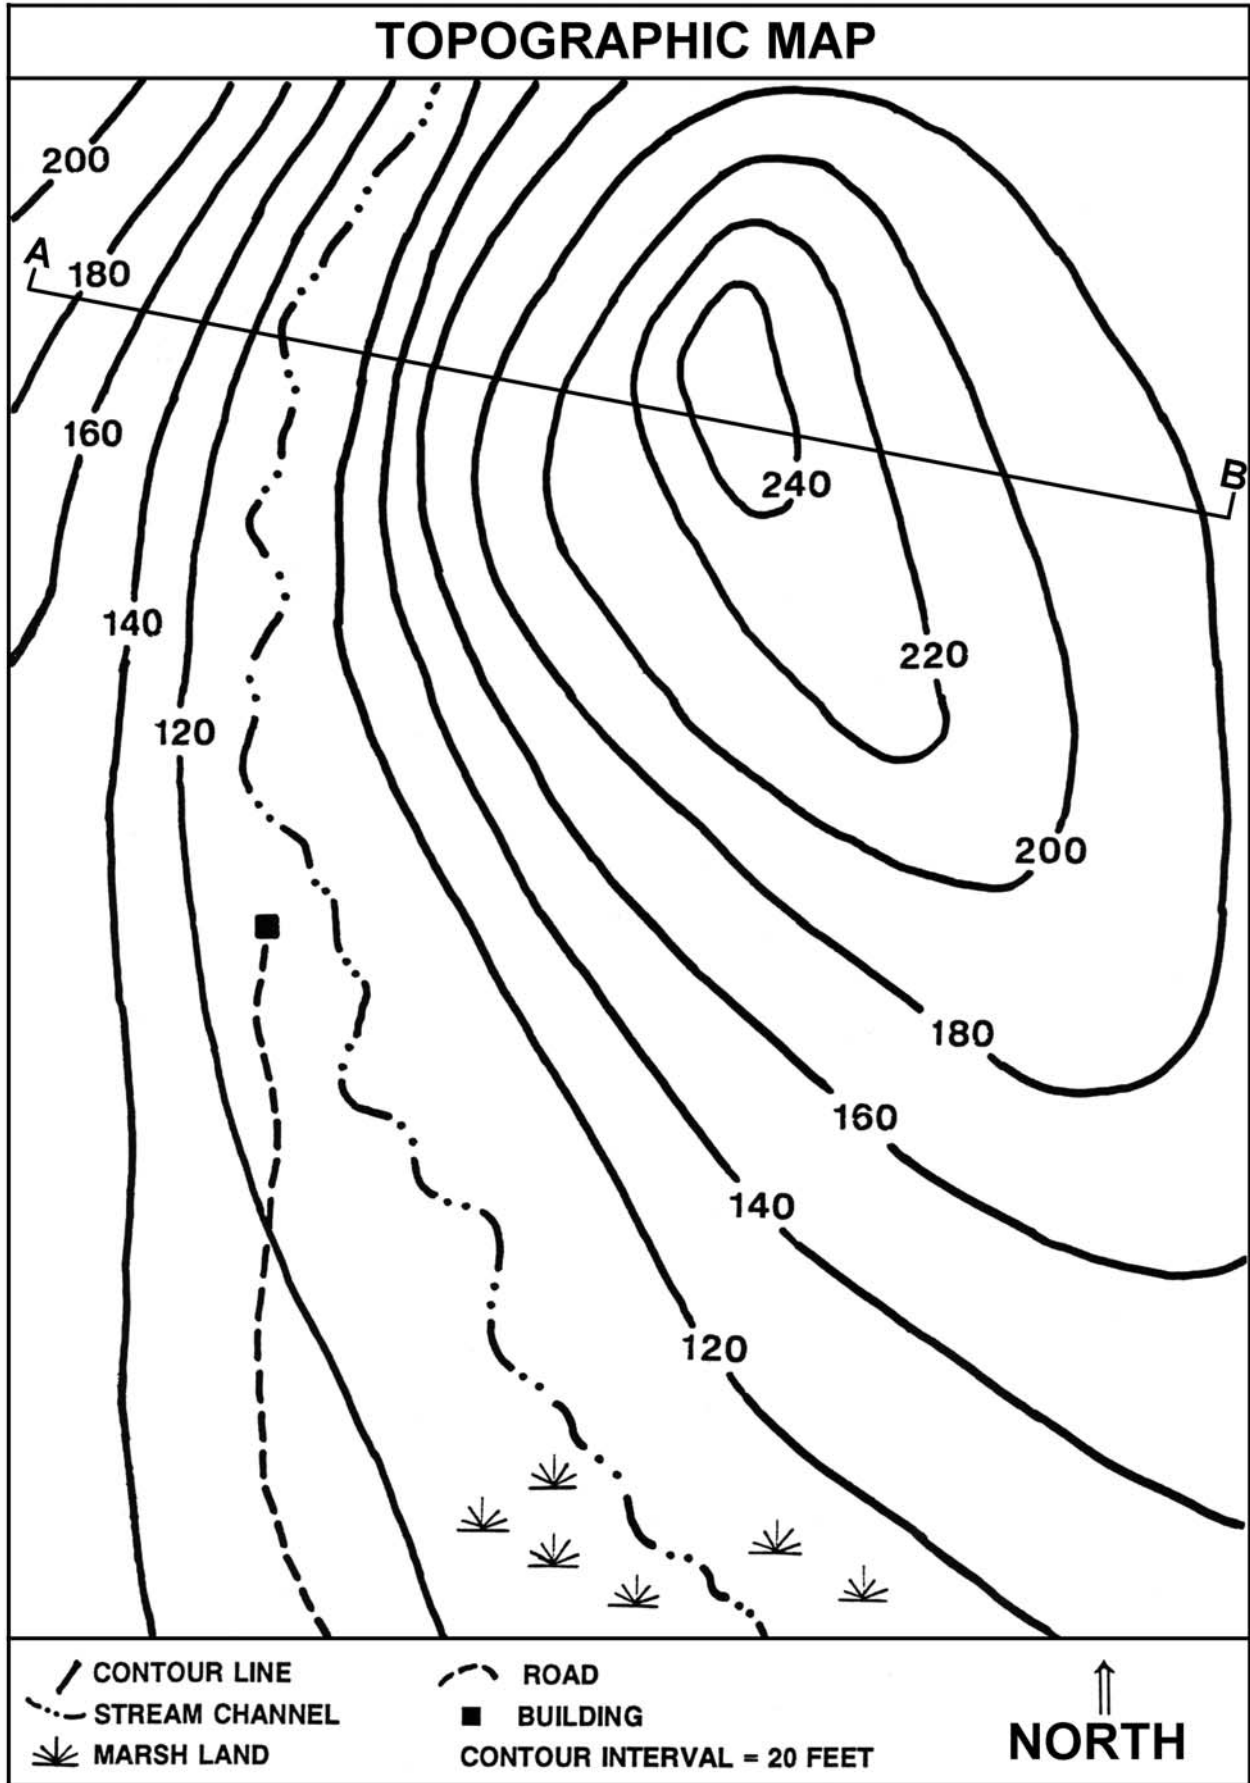 TOPOGRAPHIC MAP
200
A
180
160
240
B
140
220
120
200
180
160
140
120
CONTOUR LINE
STREAM CHANNEL
MARSH LAND
ROAD
BUILDING
CONTOUR INTERVAL = 20 FEET
NORTH